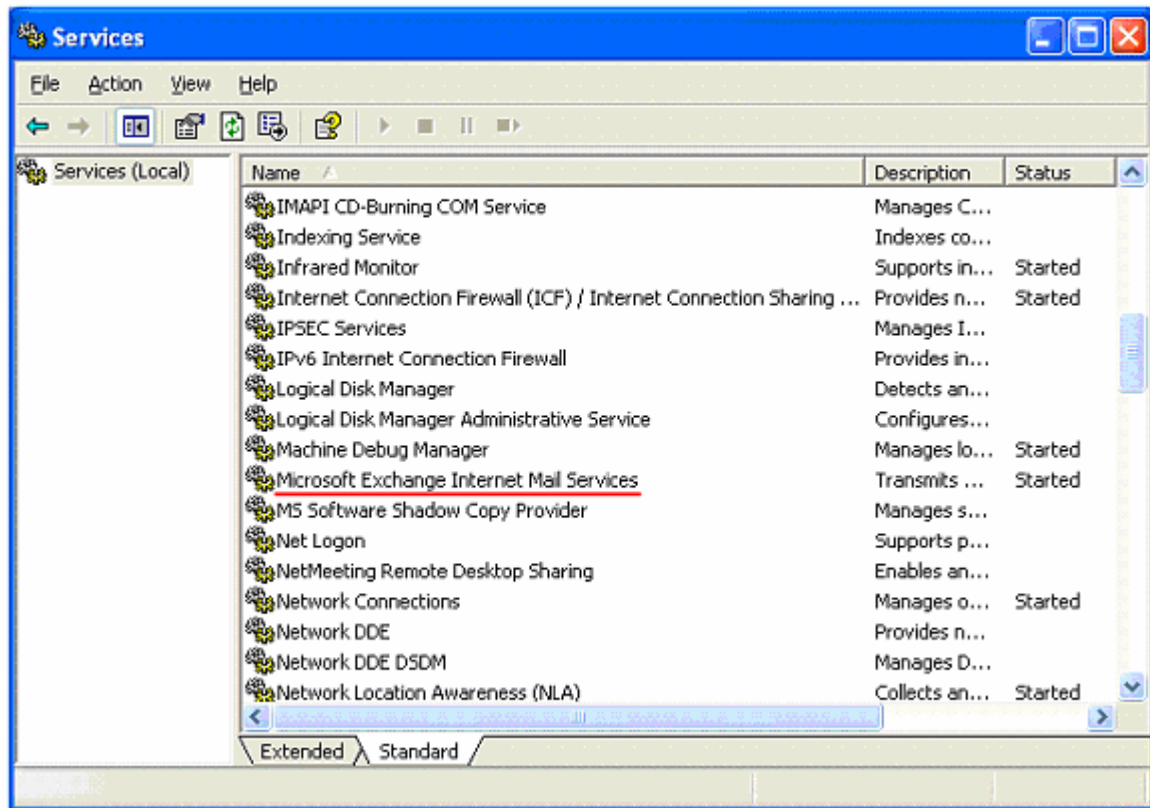 Services
File Action View Help
Services (Local)
Name Description Status
IMAPI CD-Burning COM Service Manages C...
Indexing Service Indexes co...
Infrared Monitor Supports in... Started
Internet Connection Firewall (ICF) / Internet Connection Sharing ... Provides n... Started
IPSEC Services Manages I...
IPv6 Internet Connection Firewall Provides in...
Logical Disk Manager Detects an...
Logical Disk Manager Administrative Service Configures...
Machine Debug Manager Manages lo... Started
Microsoft Exchange Internet Mail Services Transmits ... Started
MS Software Shadow Copy Provider Manages s...
Net Logon Supports p...
NetMeeting Remote Desktop Sharing Enables an...
Network Connections Manages o... Started
Network DDE Provides n...
Network DDE DSDM Manages D...
Network Location Awareness (NLA) Collects an... Started
Extended Standard